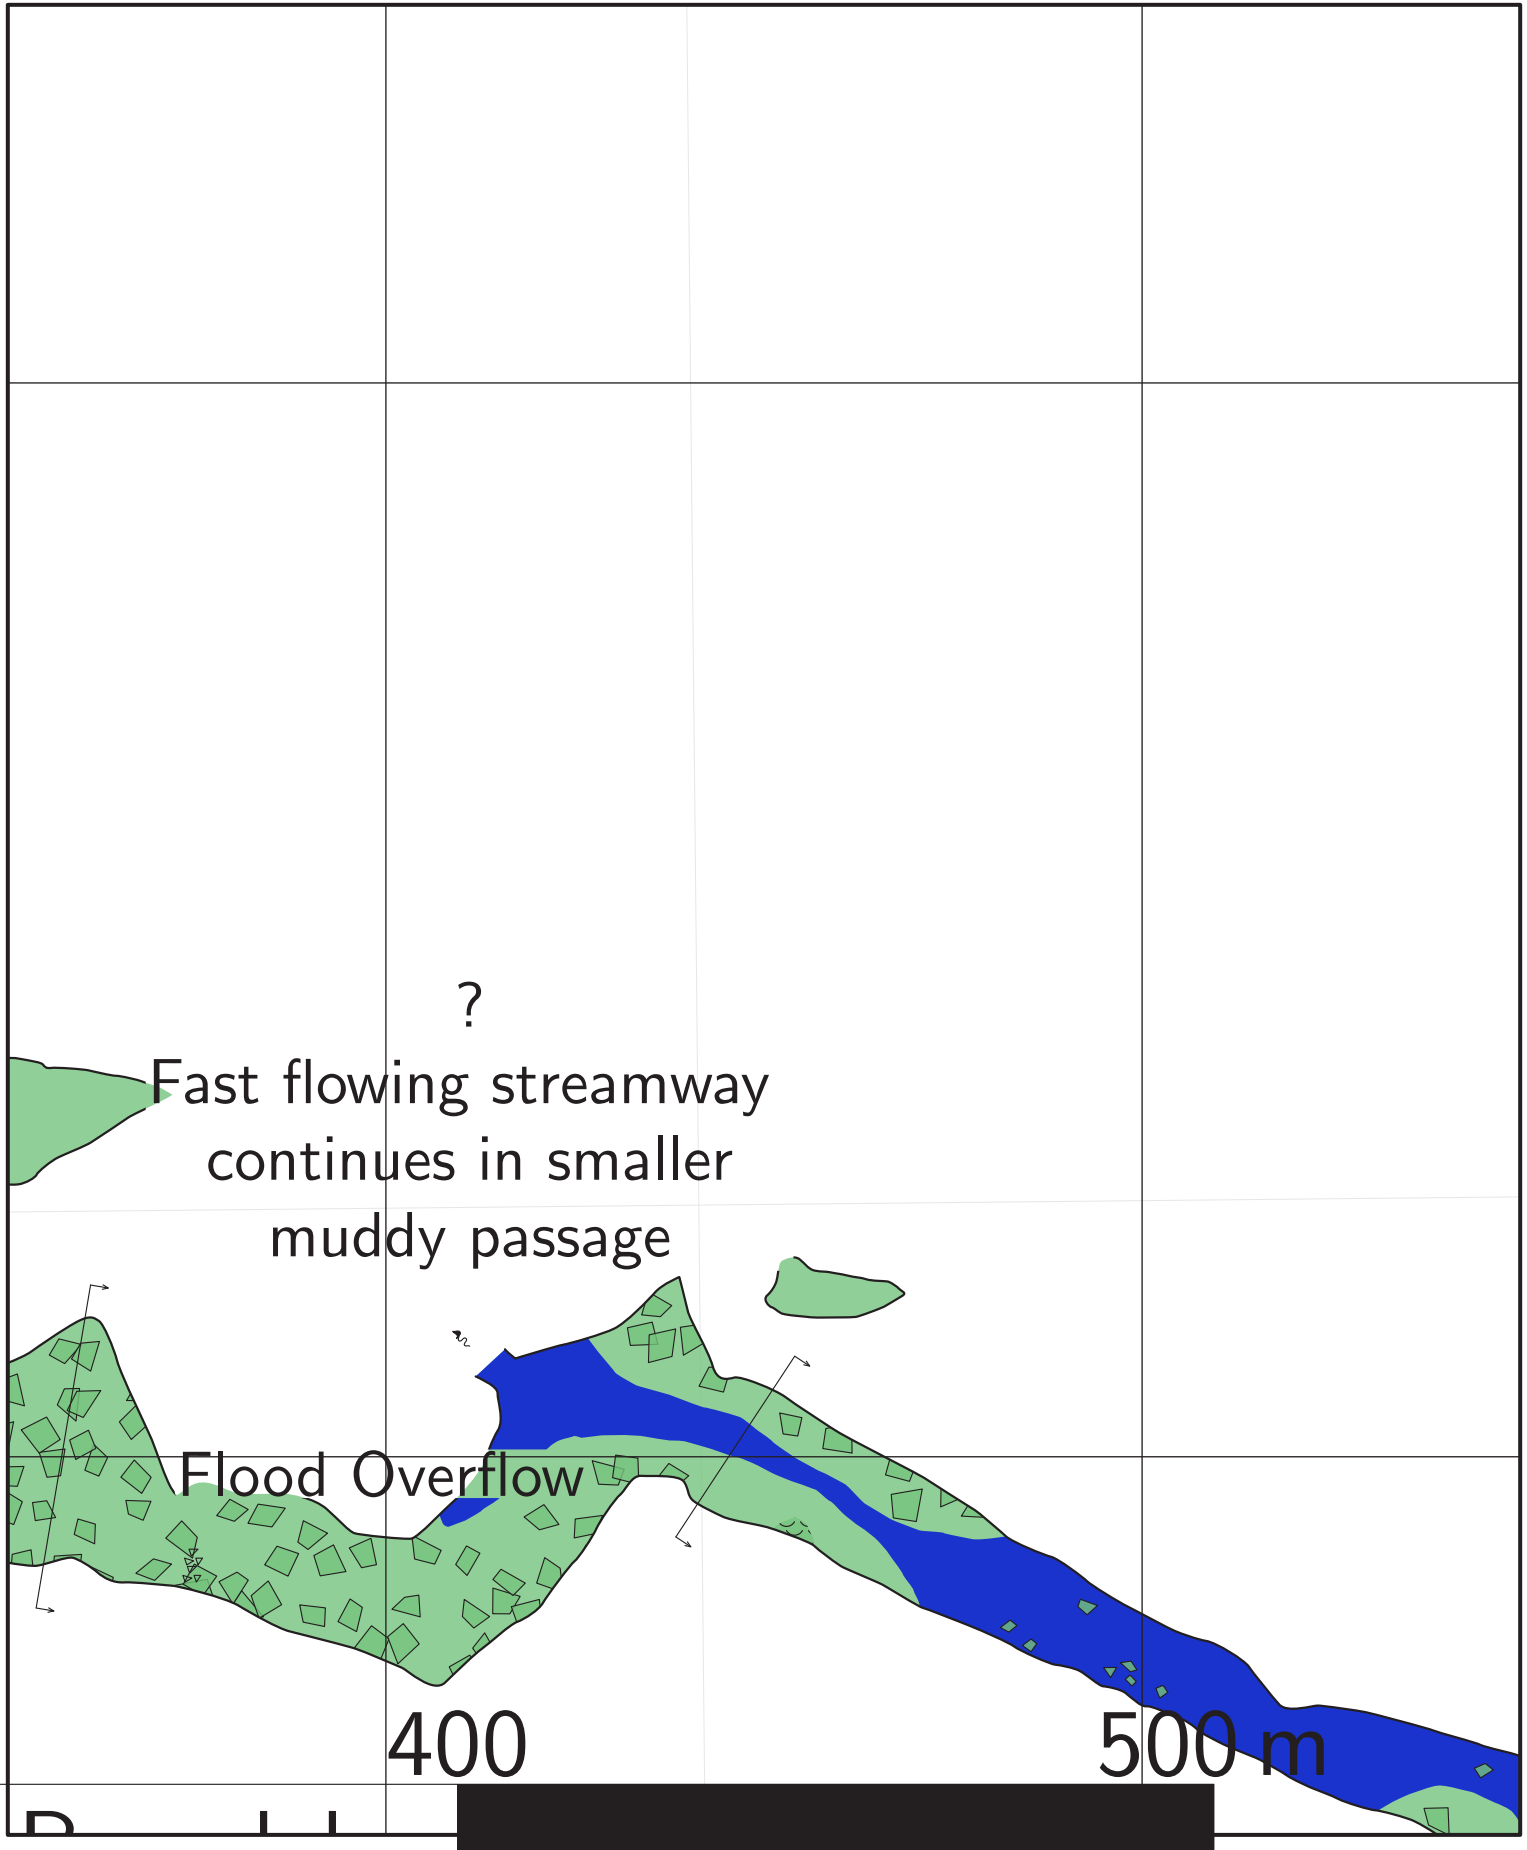 ?
Fast flowing streamway
continues in smaller
muddy passage
Flood Overflow
400
500 m